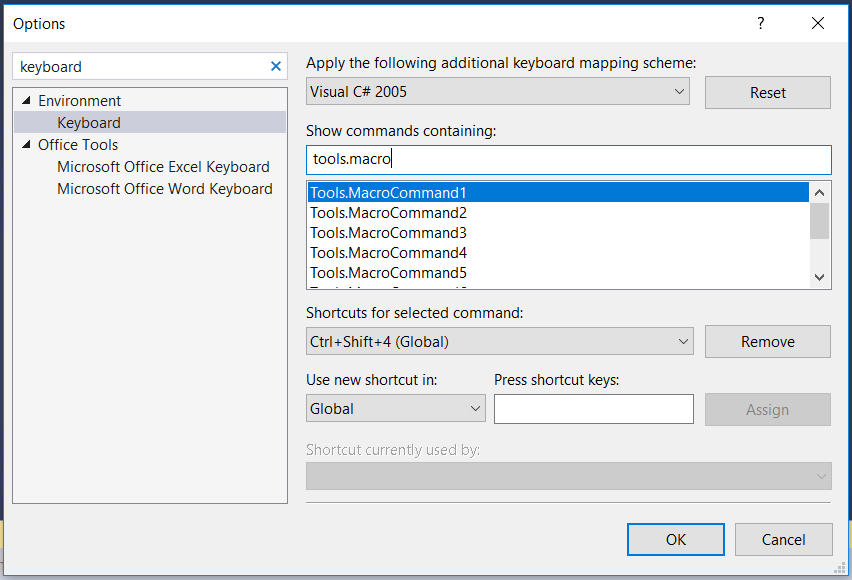 Options
?
keyboard
Environment
Keyboard
Office Tools
Microsoft Office Excel Keyboard
Microsoft Office Word Keyboard
Apply the following additional keyboard mapping scheme:
Visual C# 2005
Reset
Show commands containing:
tools.macro
Tools.MacroCommand1
Tools.MacroCommand2
Tools.MacroCommand3
Tools.MacroCommand4
Tools.MacroCommand5
Shortcuts for selected command:
Ctrl+Shift+4 (Global)
Remove
Use new shortcut in:
Press shortcut keys:
Global
Assign
Shortcut currently used by:
OK
Cancel